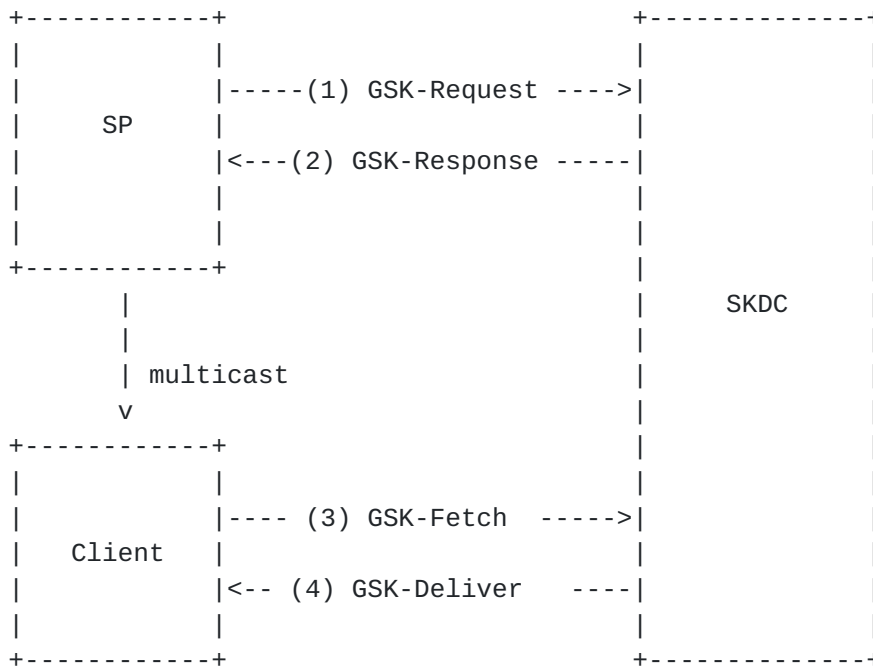 (1) GSK-Request
SP
(2) GSK-Response
SKDC
multicast
(3) GSK-Fetch
Client
(4) GSK-Deliver